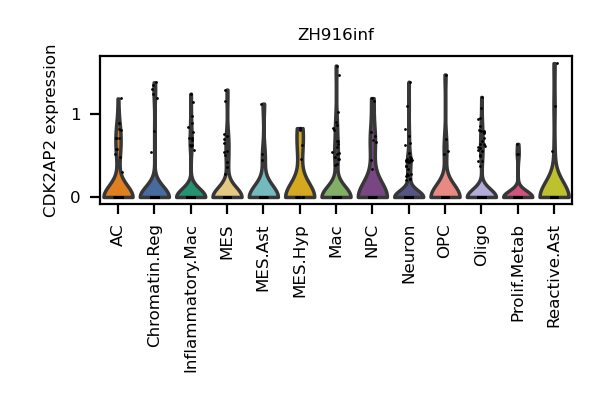 ZH916inf
CDK2AP2 expression
1
0
AC
Chromatin.Reg
Inflammatory.Mac
MES
MES.Ast
MES.Hyp
Mac
NPC
Neuron
OPC
Oligo
Prolif.Metab
Reactive.Ast